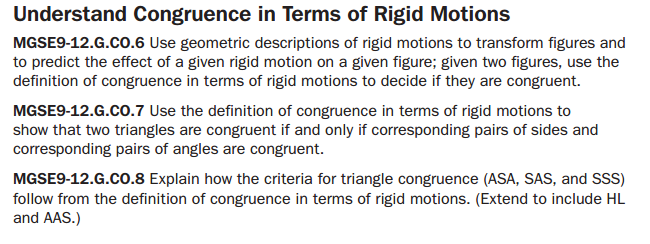 Understand Congruence in Terms of Rigid Motions
MGSE9-12.G.CO.6 Use geometric descriptions of rigid motions to transform figures and
to predict the effect of a given rigid motion on a given figure; given two figures, use the
definition of congruence in terms of rigid motions to decide if they are congruent.
MGSE9-12.G.CO.7 Use the definition of congruence in terms of rigid motions to
show that two triangles are congruent if and only if corresponding pairs of sides and
corresponding pairs of angles are congruent.
MGSE9-12.G.CO.8 Explain how the criteria for triangle congruence (ASA, SAS, and SSS)
follow from the definition of congruence in terms of rigid motions. (Extend to include HL
and AAS.)